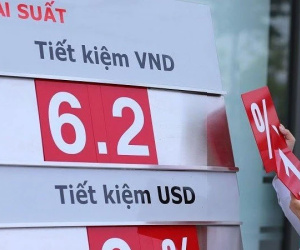 SUẤT
Tiết kiệm VND
6.2 %
Tiết kiệm USD
%